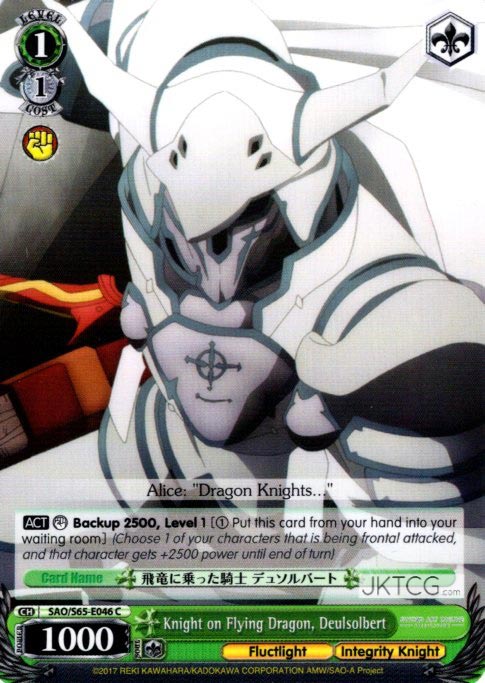 LEVEL
1
1
COST
Alice: "Dragon Knights..."
ACT Backup 2500, Level 1 [① Put this card from your hand into your
waiting room] (Choose 1 of your characters that is being frontal attacked,
and that character gets +2500 power until end of turn)
Card Name 飛竜に乗った騎士 デュソルバート
JKTCG.com
CH SAO/S65-E046 C
POWER 1000 SOUL
Knight on Flying Dragon, Deulsolbert
Fluctlight Integrity Knight
©2017 REKI KAWAHARA/KADOKAWA CORPORATION AMW/SAO-A Project